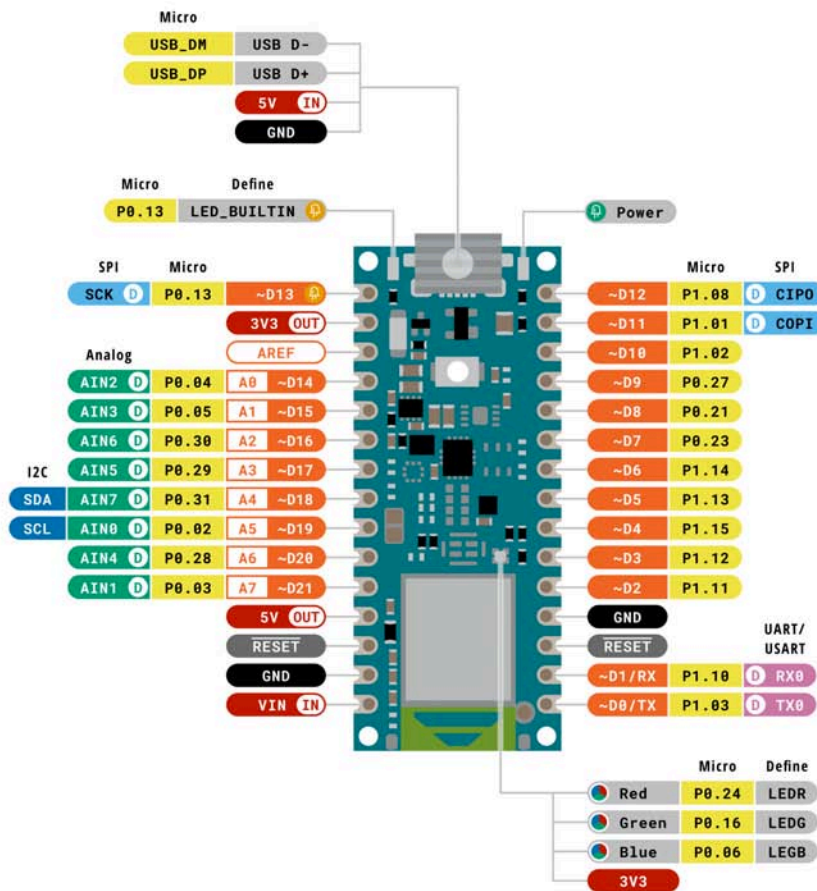 Micro
USB_DM USB D-
USB_DP USB D+
5V IN
GND
Micro Define
P0.13 LED_BUILTIN
Power
SPI Micro
SCK D P0.13 ~D13
3V3 OUT
AREF
Analog
AIN2 D P0.04 A0 ~D14
AIN3 D P0.05 A1 ~D15
AIN6 D P0.30 A2 ~D16
AIN5 D P0.29 A3 ~D17
I2C
SDA AIN7 D P0.31 A4 ~D18
SCL AIN0 D P0.02 A5 ~D19
AIN4 D P0.28 A6 ~D20
AIN1 D P0.03 A7 ~D21
5V OUT
RESET
GND
VIN IN
Micro SPI
~D12 P1.08 D CIPO
~D11 P1.01 D COPI
~D10 P1.02
~D9 P0.27
~D8 P0.21
~D7 P0.23
~D6 P1.14
~D5 P1.13
~D4 P1.15
~D3 P1.12
~D2 P1.11
GND
RESET
UART/
USART
~D1/RX P1.10 D RX0
~D0/TX P1.03 D TX0
Micro Define
Red P0.24 LEDR
Green P0.16 LEDG
Blue P0.06 LEGB
3V3